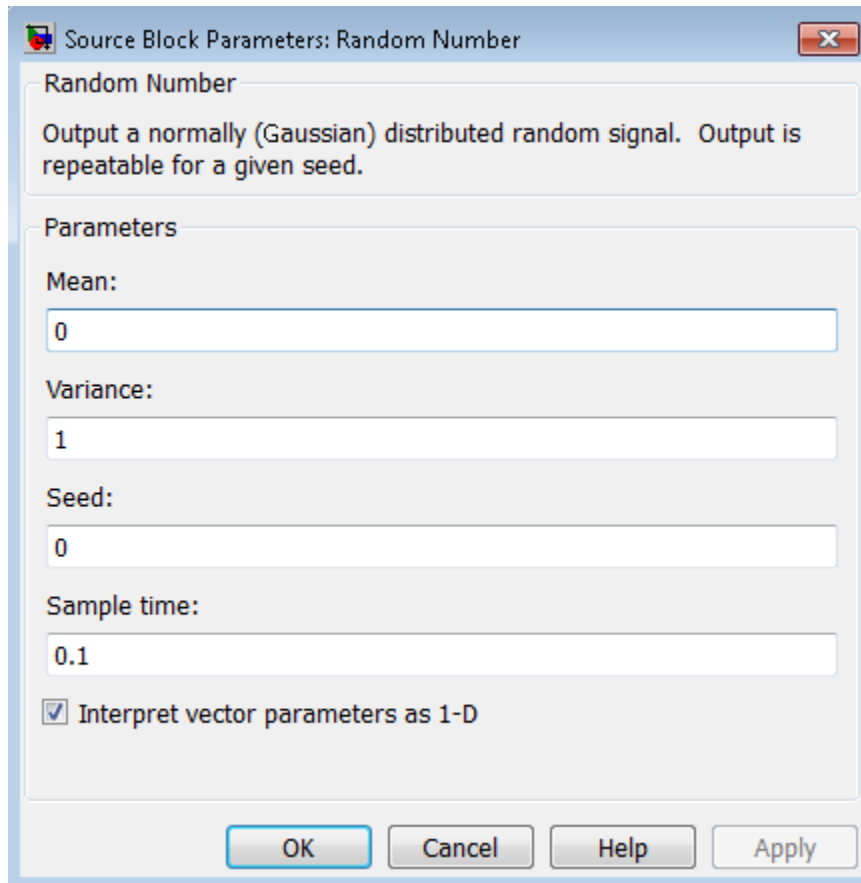 Source Block Parameters: Random Number
Random Number
Output a normally (Gaussian) distributed random signal.  Output is
repeatable for a given seed.
Parameters
Mean:
0
Variance:
1
Seed:
0
Sample time:
0.1
Interpret vector parameters as 1-D
OK Cancel Help Apply